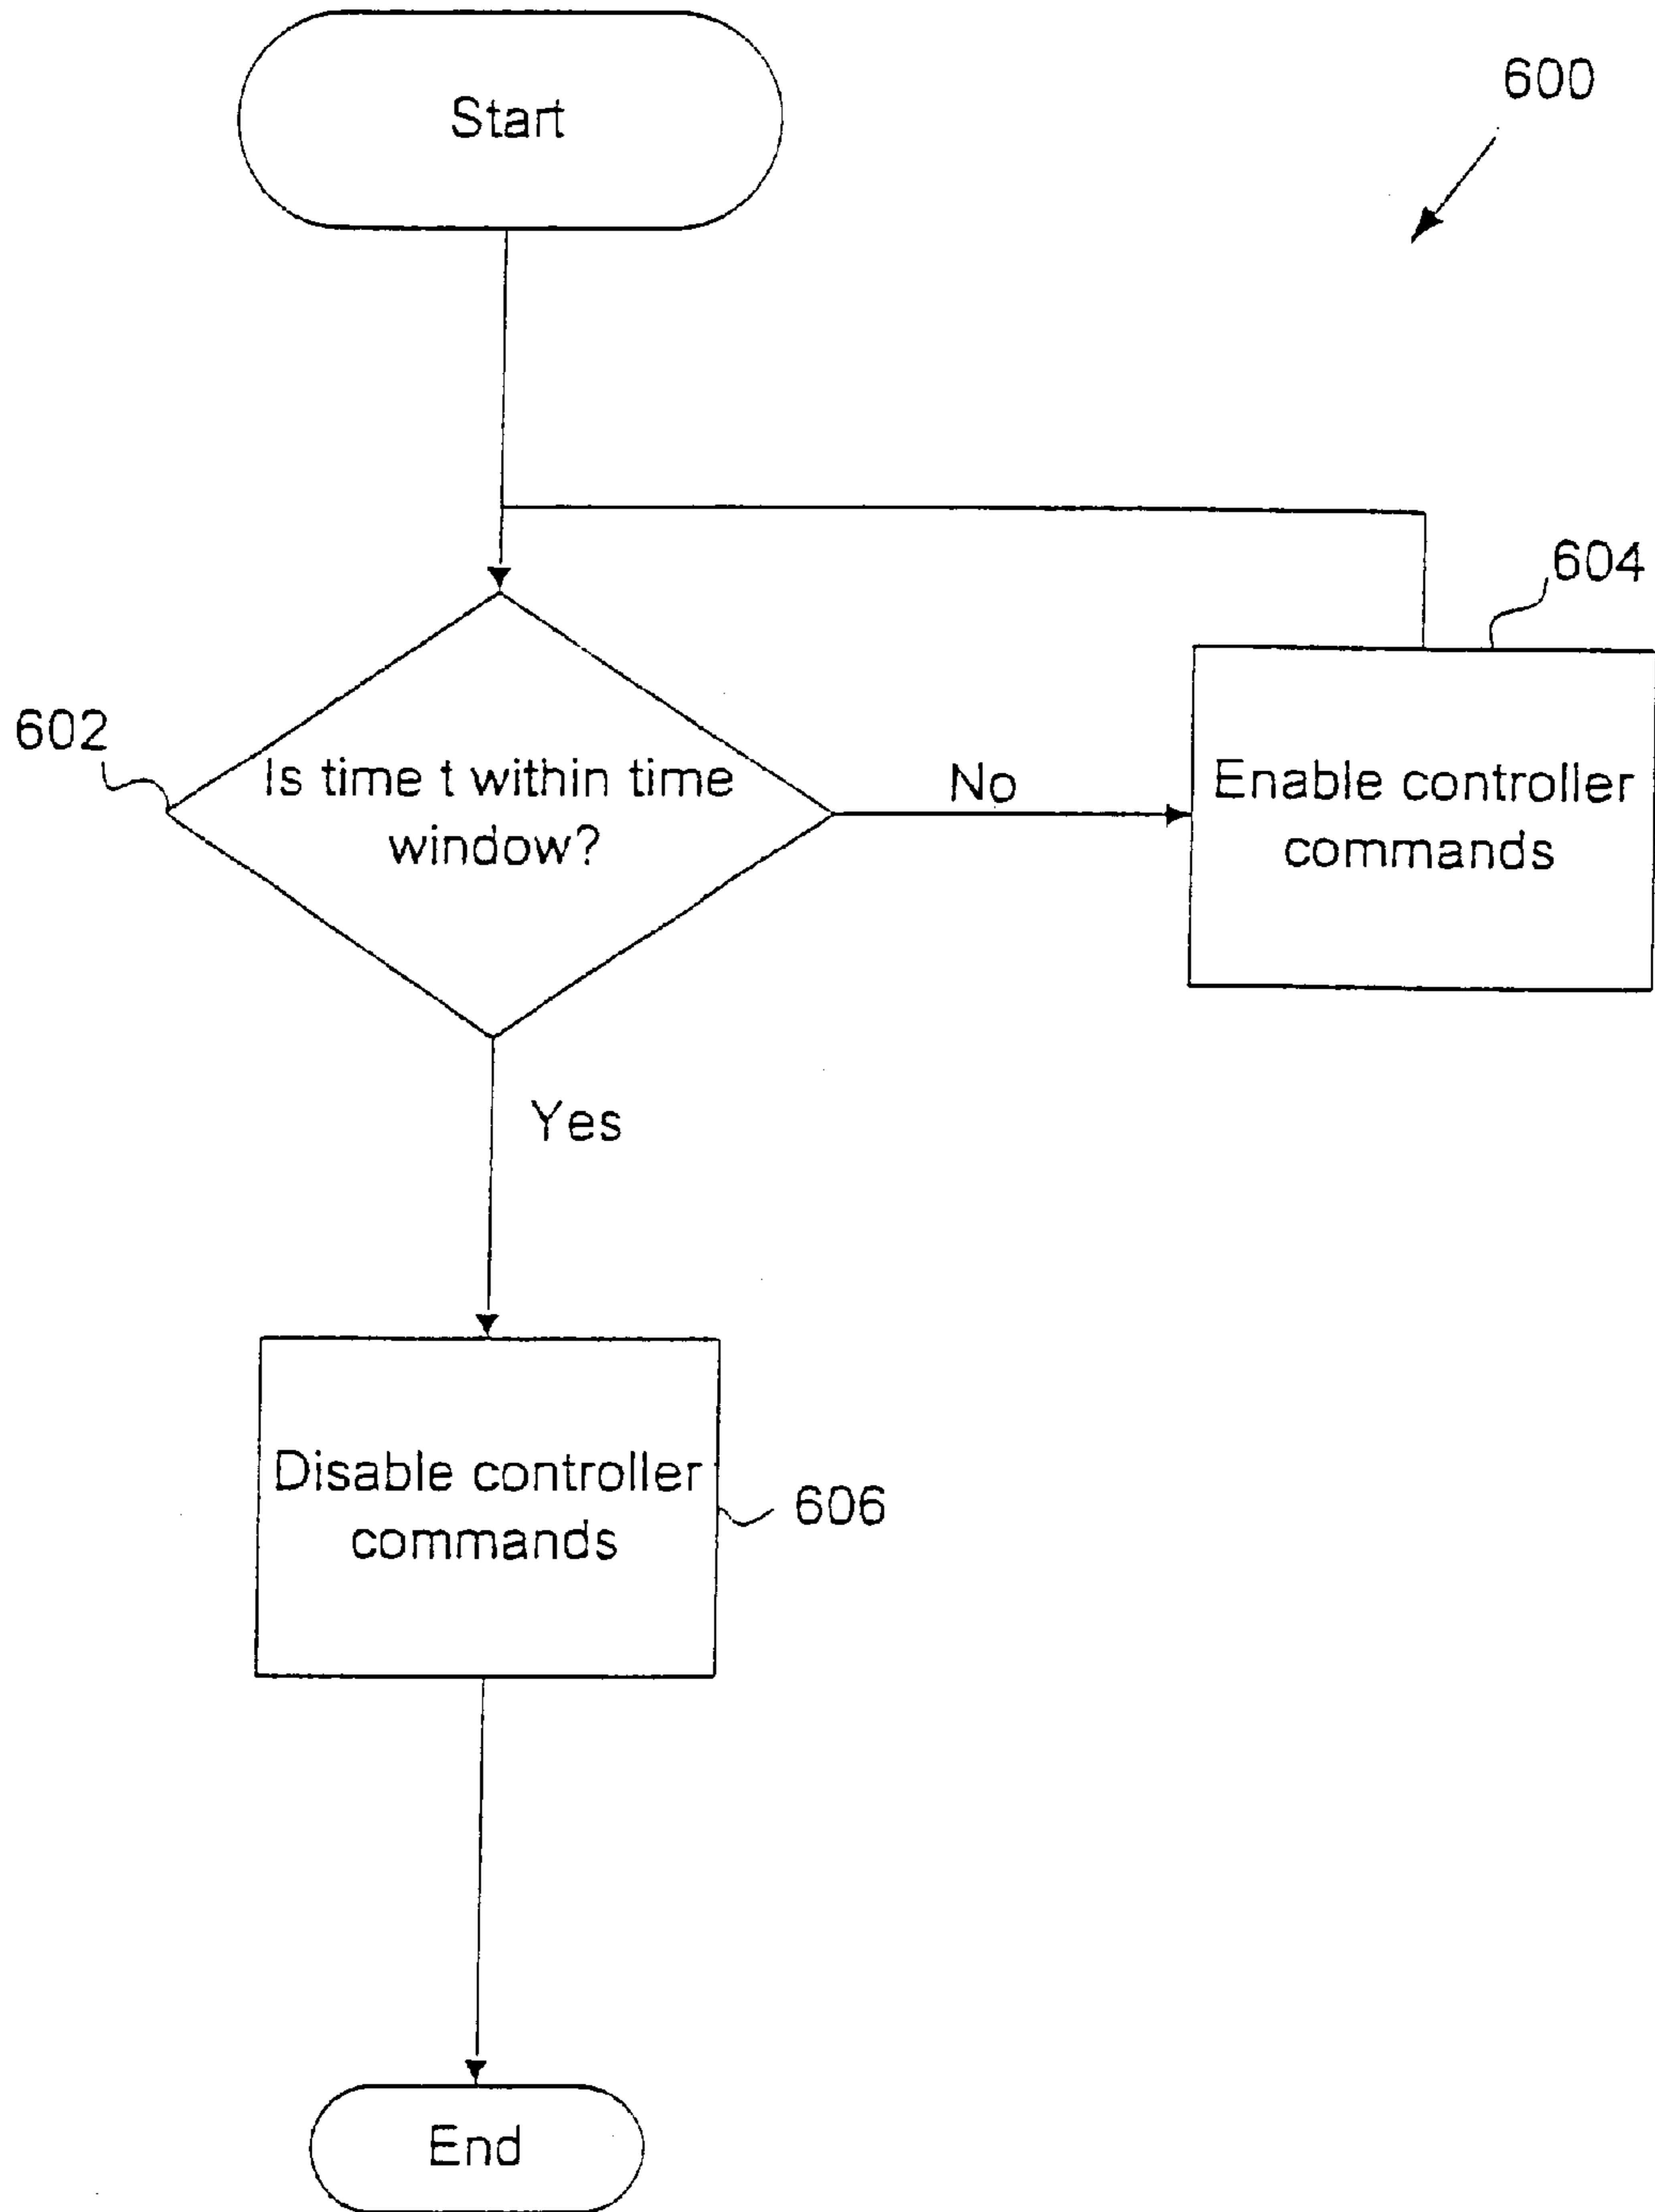 Start
600
604
602
Is time t within time
window?
No
Enable controller
commands
Yes
Disable controller
commands
606
End